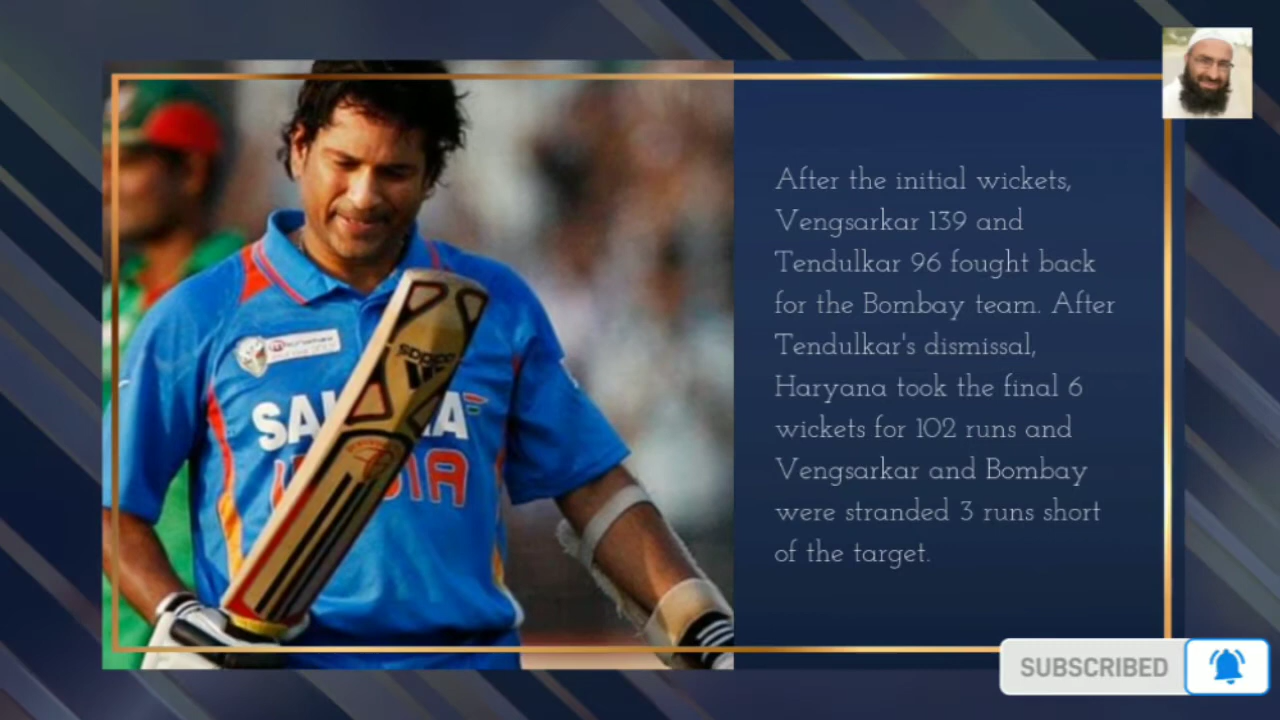 After the initial wickets,
Vengsarkar 139 and
Tendulkar 96 fought back
for the Bombay team. After
Tendulkar's dismissal,
Haryana took the final 6
wickets for 102 runs and
Vengsarkar and Bombay
were stranded 3 runs short
of the target.
adidas
SUBSCRIBED